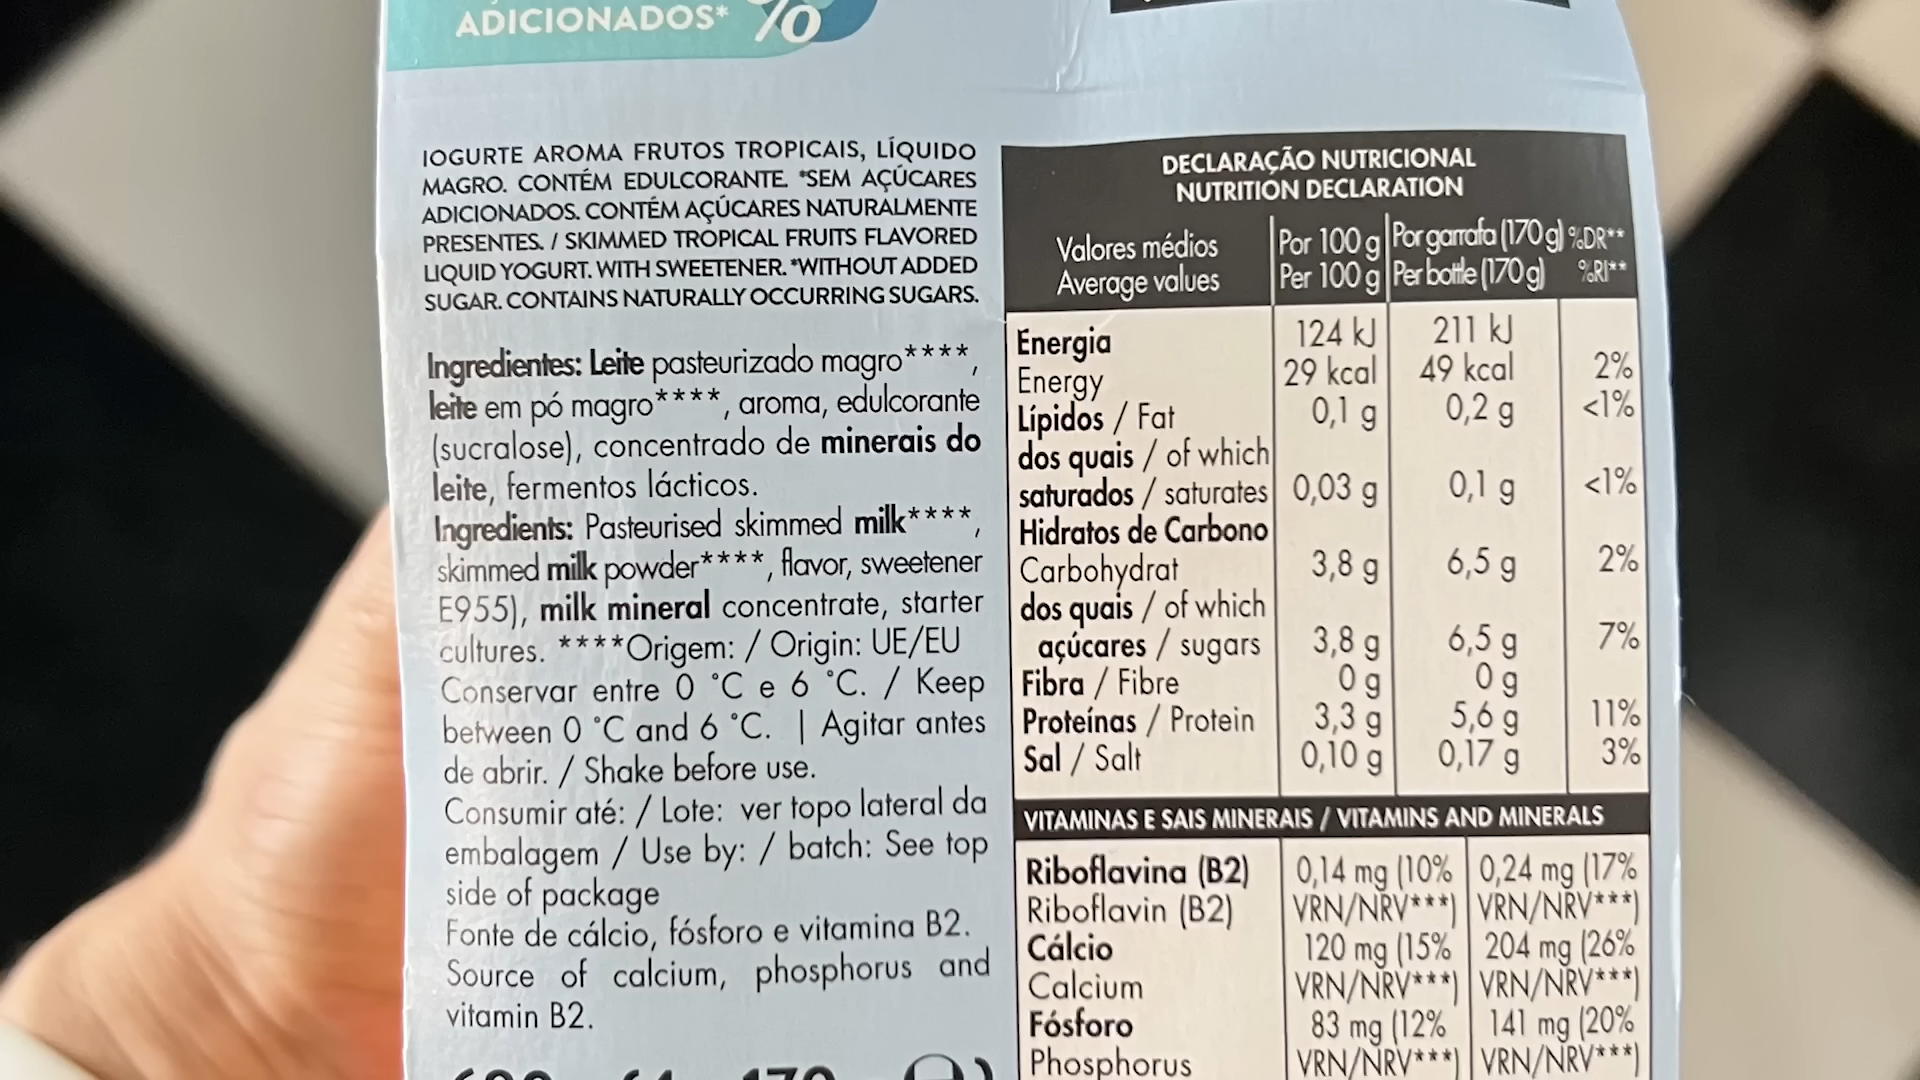 ADICIONADOS* %
IOGURTE AROMA FRUTOS TROPICAIS, LÍQUIDO
MAGRO. CONTÉM EDULCORANTE. *SEM AÇÚCARES
ADICIONADOS. CONTÉM AÇÚCARES NATURALMENTE
PRESENTES. / SKIMMED TROPICAL FRUITS FLAVORED
LIQUID YOGURT. WITH SWEETENER. *WITHOUT ADDED
SUGAR. CONTAINS NATURALLY OCCURRING SUGARS.
Ingredientes: Leite pasteurizado magro****,
leite em pó magro****, aroma, edulcorante
(sucralose), concentrado de minerais do
leite, fermentos lácticos.
Ingredients: Pasteurised skimmed milk****,
skimmed milk powder****, flavor, sweetener
E955), milk mineral concentrate, starter
cultures. ****Origem: / Origin: UE/EU
Conservar entre 0 °C e 6 °C. / Keep
between 0 °C and 6 °C. | Agitar antes
de abrir. / Shake before use.
Consumir até: / Lote: ver topo lateral da
embalagem / Use by: / batch: See top
side of package
Fonte de cálcio, fósforo e vitamina B2.
Source of calcium, phosphorus and
vitamin B2.
DECLARAÇÃO NUTRICIONAL
NUTRITION DECLARATION
Valores médios Por 100 g Por garrafa (170 g) %DR**
Average values Per 100 g Per bottle (170 g) %RI**
Energia 124 kJ 211 kJ
Energy 29 kcal 49 kcal 2%
Lípidos / Fat 0,1 g 0,2 g <1%
dos quais / of which
saturados / saturates 0,03 g 0,1 g <1%
Hidratos de Carbono
Carbohydrat 3,8 g 6,5 g 2%
dos quais / of which
açúcares / sugars 3,8 g 6,5 g 7%
Fibra / Fibre 0 g 0 g
Proteínas / Protein 3,3 g 5,6 g 11%
Sal / Salt 0,10 g 0,17 g 3%
VITAMINAS E SAIS MINERAIS / VITAMINS AND MINERALS
Riboflavina (B2) 0,14 mg (10% 0,24 mg (17%
Riboflavin (B2) VRN/NRV***) VRN/NRV***)
Cálcio 120 mg (15% 204 mg (26%
Calcium VRN/NRV***) VRN/NRV***)
Fósforo 83 mg (12% 141 mg (20%
Phosphorus VRN/NRV***) VRN/NRV***)